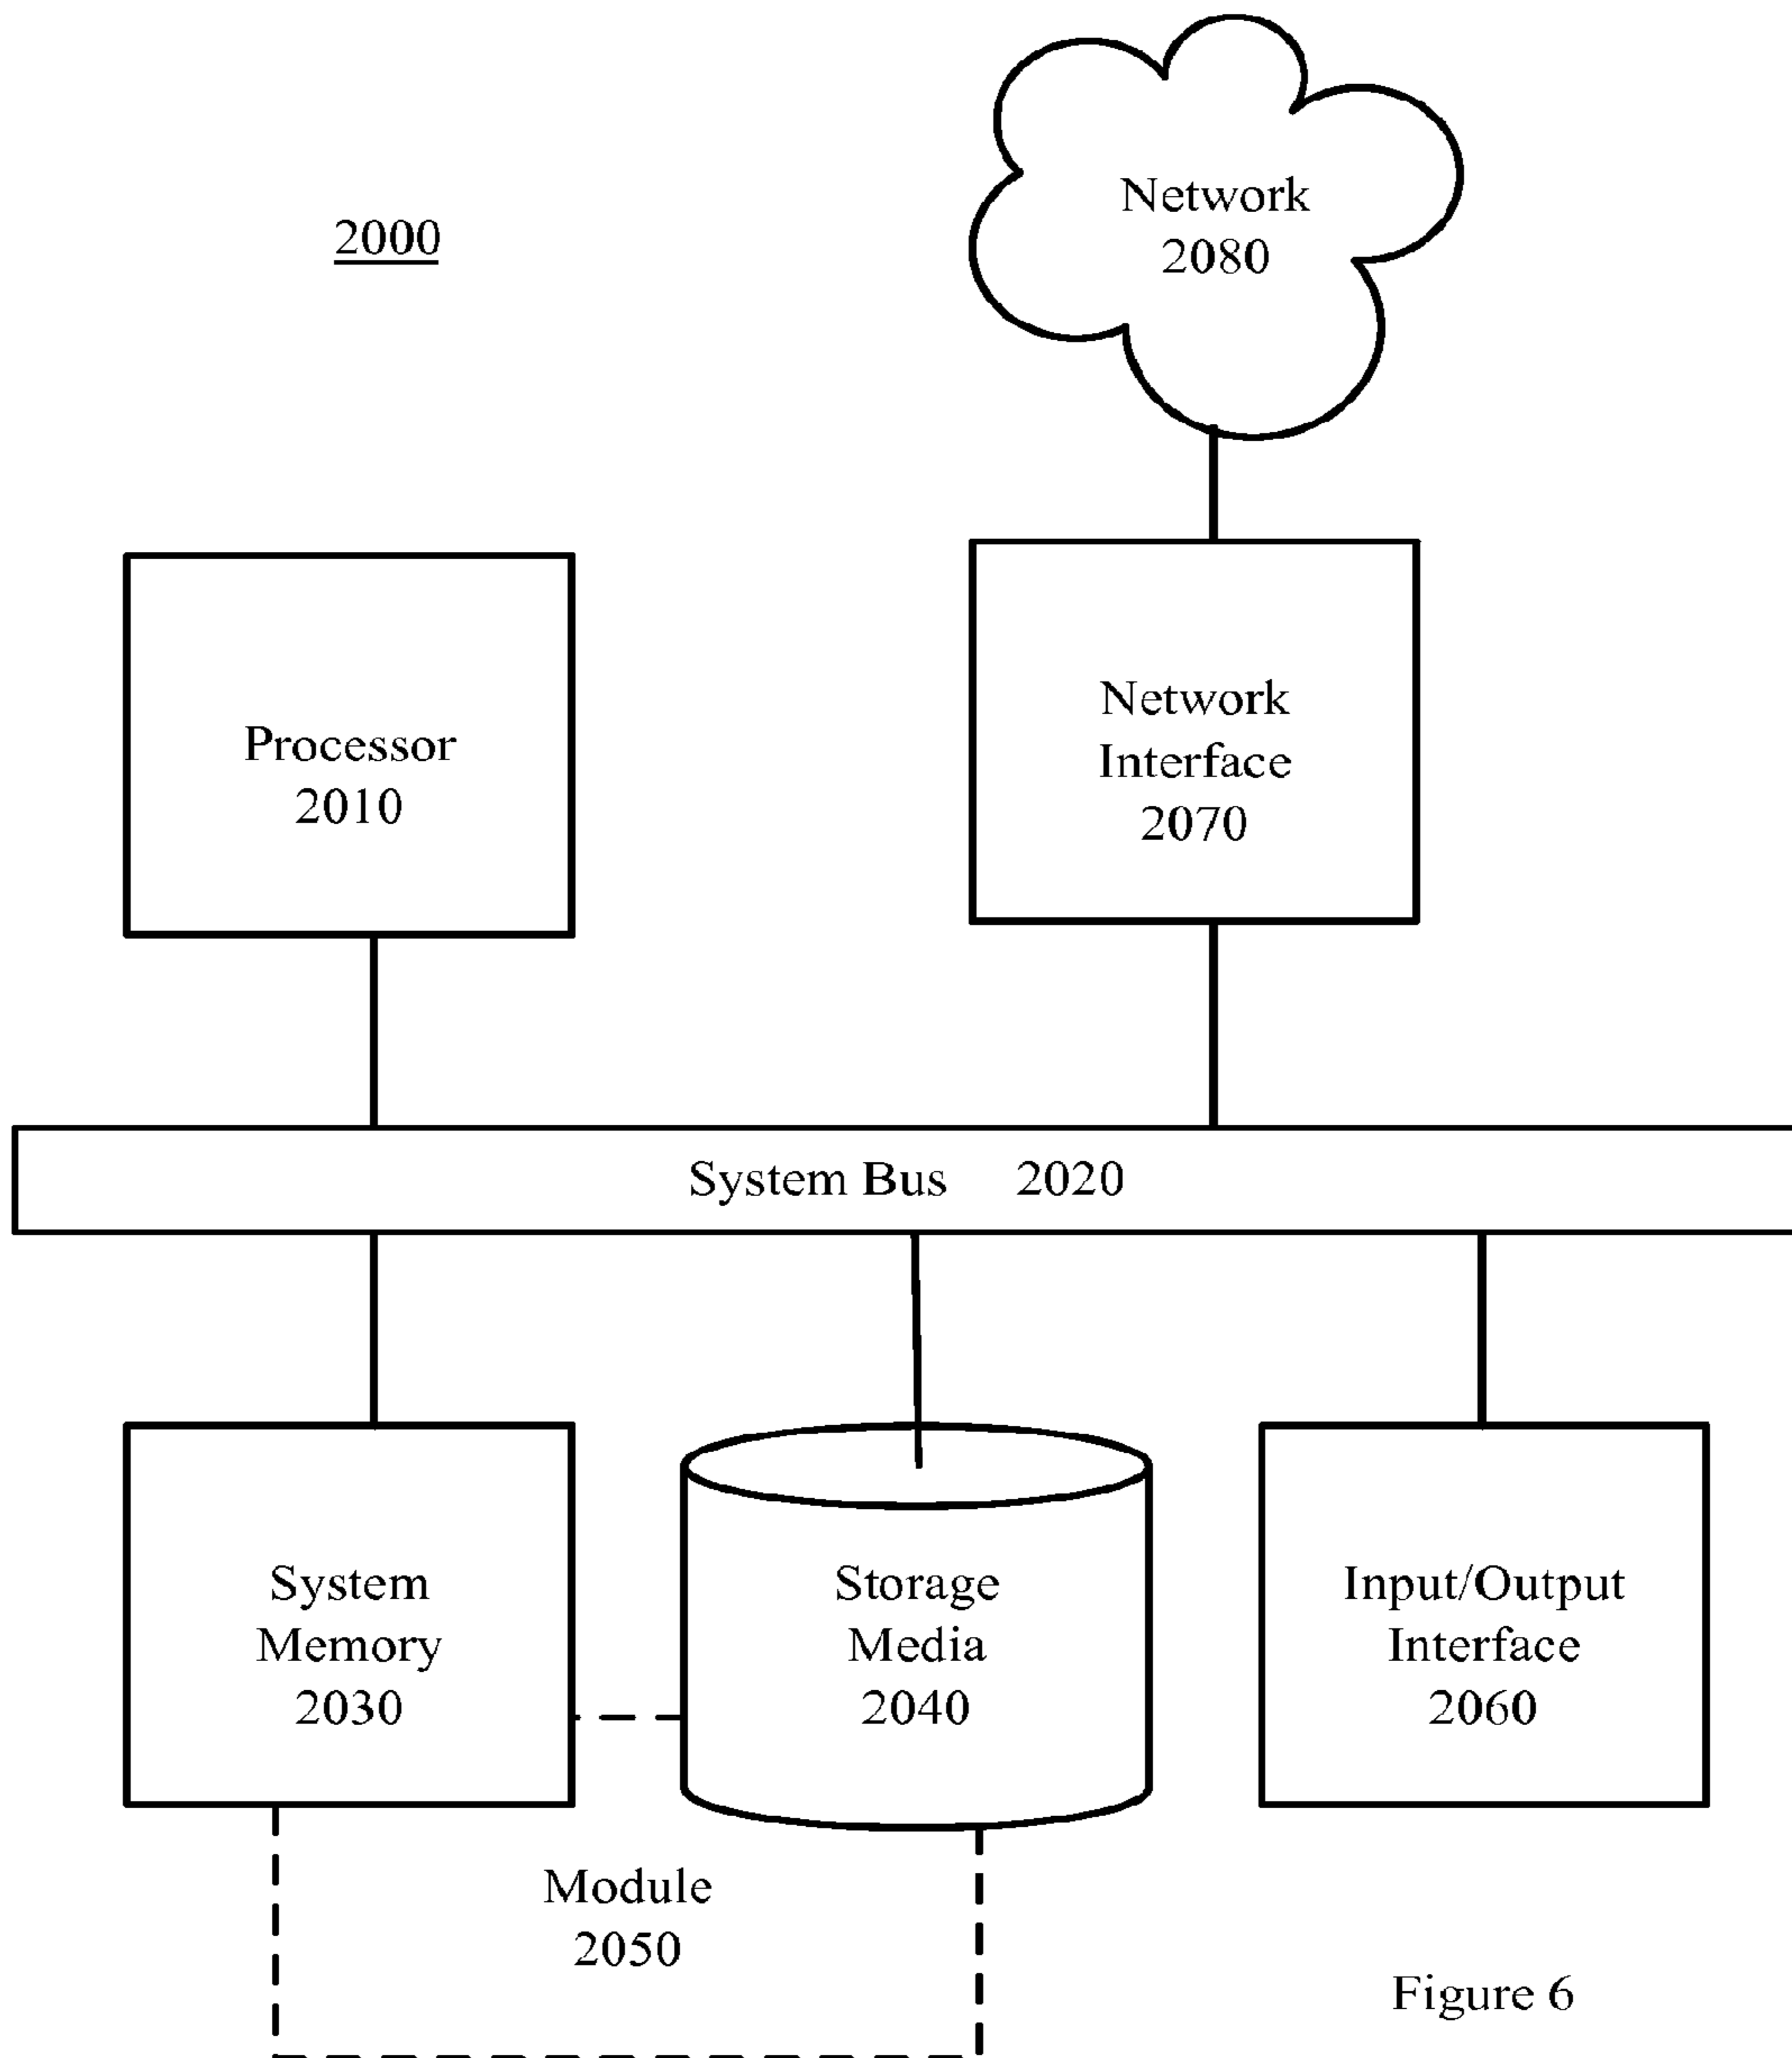 Network
2080
2000
Processor
2010
Network
Interface
2070
System Bus 2020
System
Memory
2030
Storage
Media
2040
Input/Output
Interface
2060
Module
2050
Figure 6